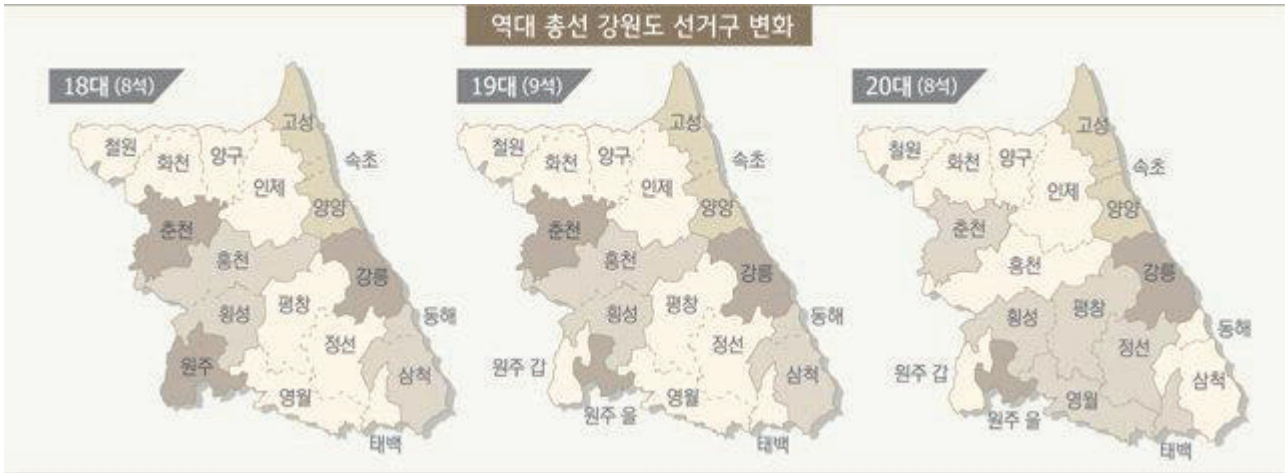 역대 총선 강원도 선거구 변화
18대 (8석)
고성
철원
화천
양구
속초
인제
양양
춘천
홍천
강릉
횡성
평창
동해
정선
원주
삼척
영월
태백
19대 (9석)
고성
철원
화천
양구
속초
인제
양양
춘천
홍천
강릉
평창
횡성
동해
정선
원주 갑
삼척
영월
원주 을
태백
20대 (8석)
고성
철원
화천
양구
속초
인제
양양
춘천
홍천
강릉
평창
횡성
동해
정선
원주 갑
삼척
영월
원주 을
태백